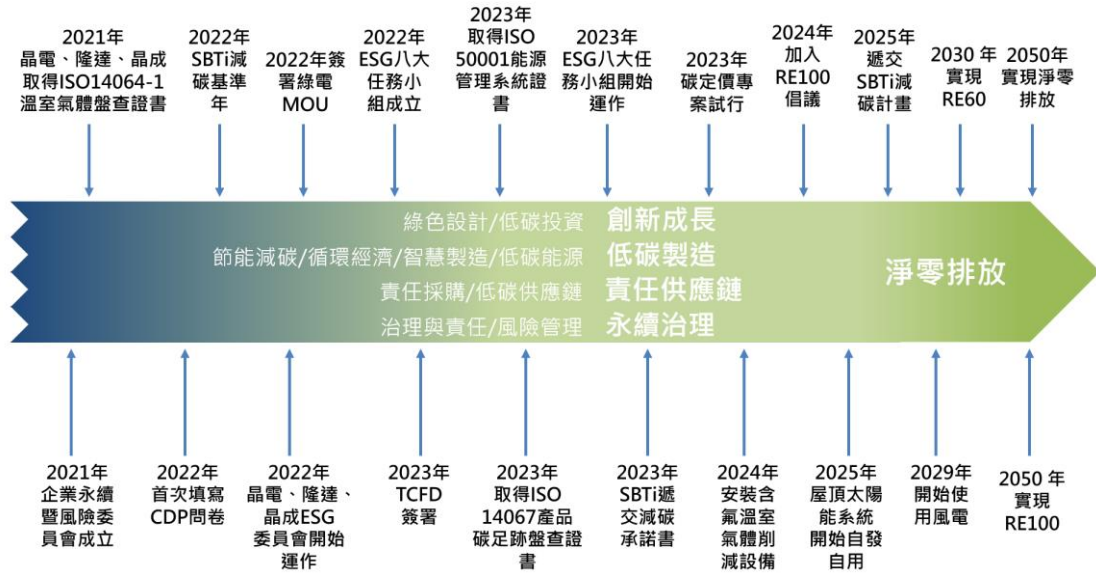 2021年
晶電、隆達、晶成
取得ISO14064-1
溫室氣體盤查證書
2022年
SBTi減
碳基準
年
2022年簽
署綠電
MOU
2022年
ESG八大
任務小
組成立
2023年
取得ISO
50001能源
管理系統證
書
2023年
ESG八大任
務小組開始
運作
2023年
碳定價專
案試行
2024年
加入
RE100
倡議
2025年
遞交
SBTi減
碳計畫
2030 年
實現
RE60
2050年
實現淨零
排放
綠色設計/低碳投資 創新成長
節能減碳/循環經濟/智慧製造/低碳能源 低碳製造
責任採購/低碳供應鏈 責任供應鏈
治理與責任/風險管理 永續治理
淨零排放
2021年
企業永續
暨風險委
員會成立
2022年
首次填寫
CDP問卷
2022年
晶電、隆達、
晶成ESG
委員會開始
運作
2023年
TCFD
簽署
2023年
取得ISO
14067產品
碳足跡盤查證
書
2023年
SBTi遞
交減碳
承諾書
2024年
安裝含
氟溫室
氣體削
減設備
2025年
屋頂太陽
能系統
開始自發
自用
2029年
開始使
用風電
2050 年
實現
RE100